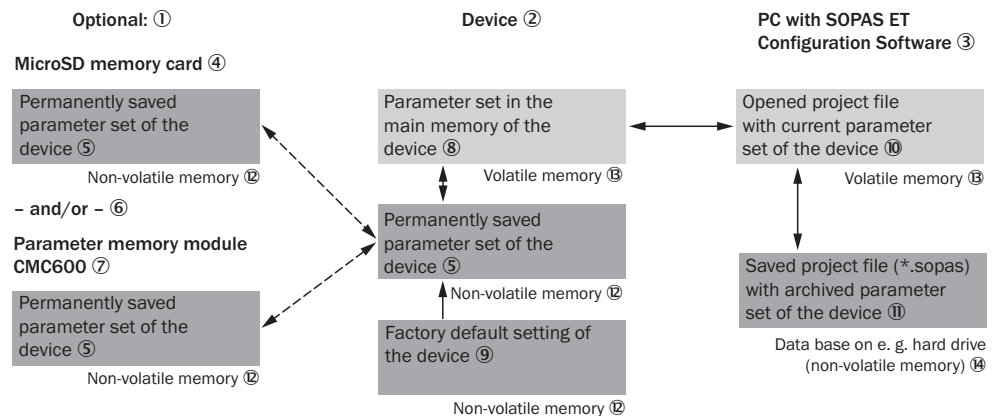 Optional: ①
MicroSD memory card ④
Permanently saved
parameter set of the
device ⑤
Non-volatile memory ⑫
– and/or – ⑥
Parameter memory module
CMC600 ⑦
Permanently saved
parameter set of the
device ⑤
Non-volatile memory ⑫
Device ②
Parameter set in the
main memory of the
device ⑧
Volatile memory ⑬
Permanently saved
parameter set of the
device ⑤
Non-volatile memory ⑫
Factory default setting of
the device ⑨
Non-volatile memory ⑫
PC with SOPAS ET
Configuration Software ③
Opened project file
with current parameter
set of the device ⑩
Volatile memory ⑬
Saved project file (*.sopas)
with archived parameter
set of the device ⑪
Data base on e. g. hard drive
(non-volatile memory) ⑭